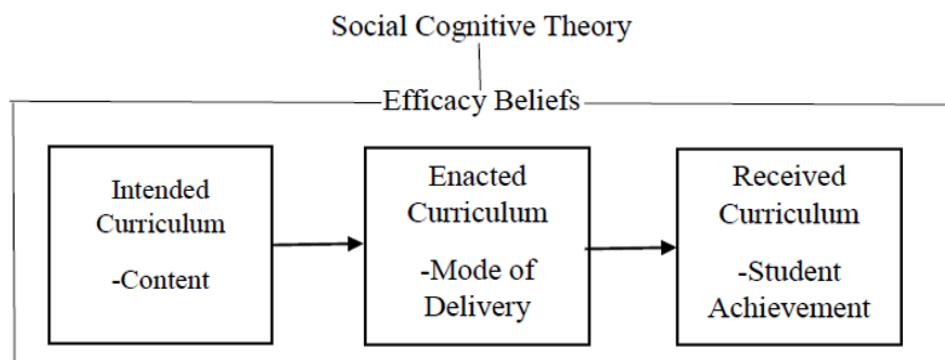 Social Cognitive Theory
Efficacy Beliefs
Intended
Curriculum
-Content
Enacted
Curriculum
-Mode of
Delivery
Received
Curriculum
-Student
Achievement